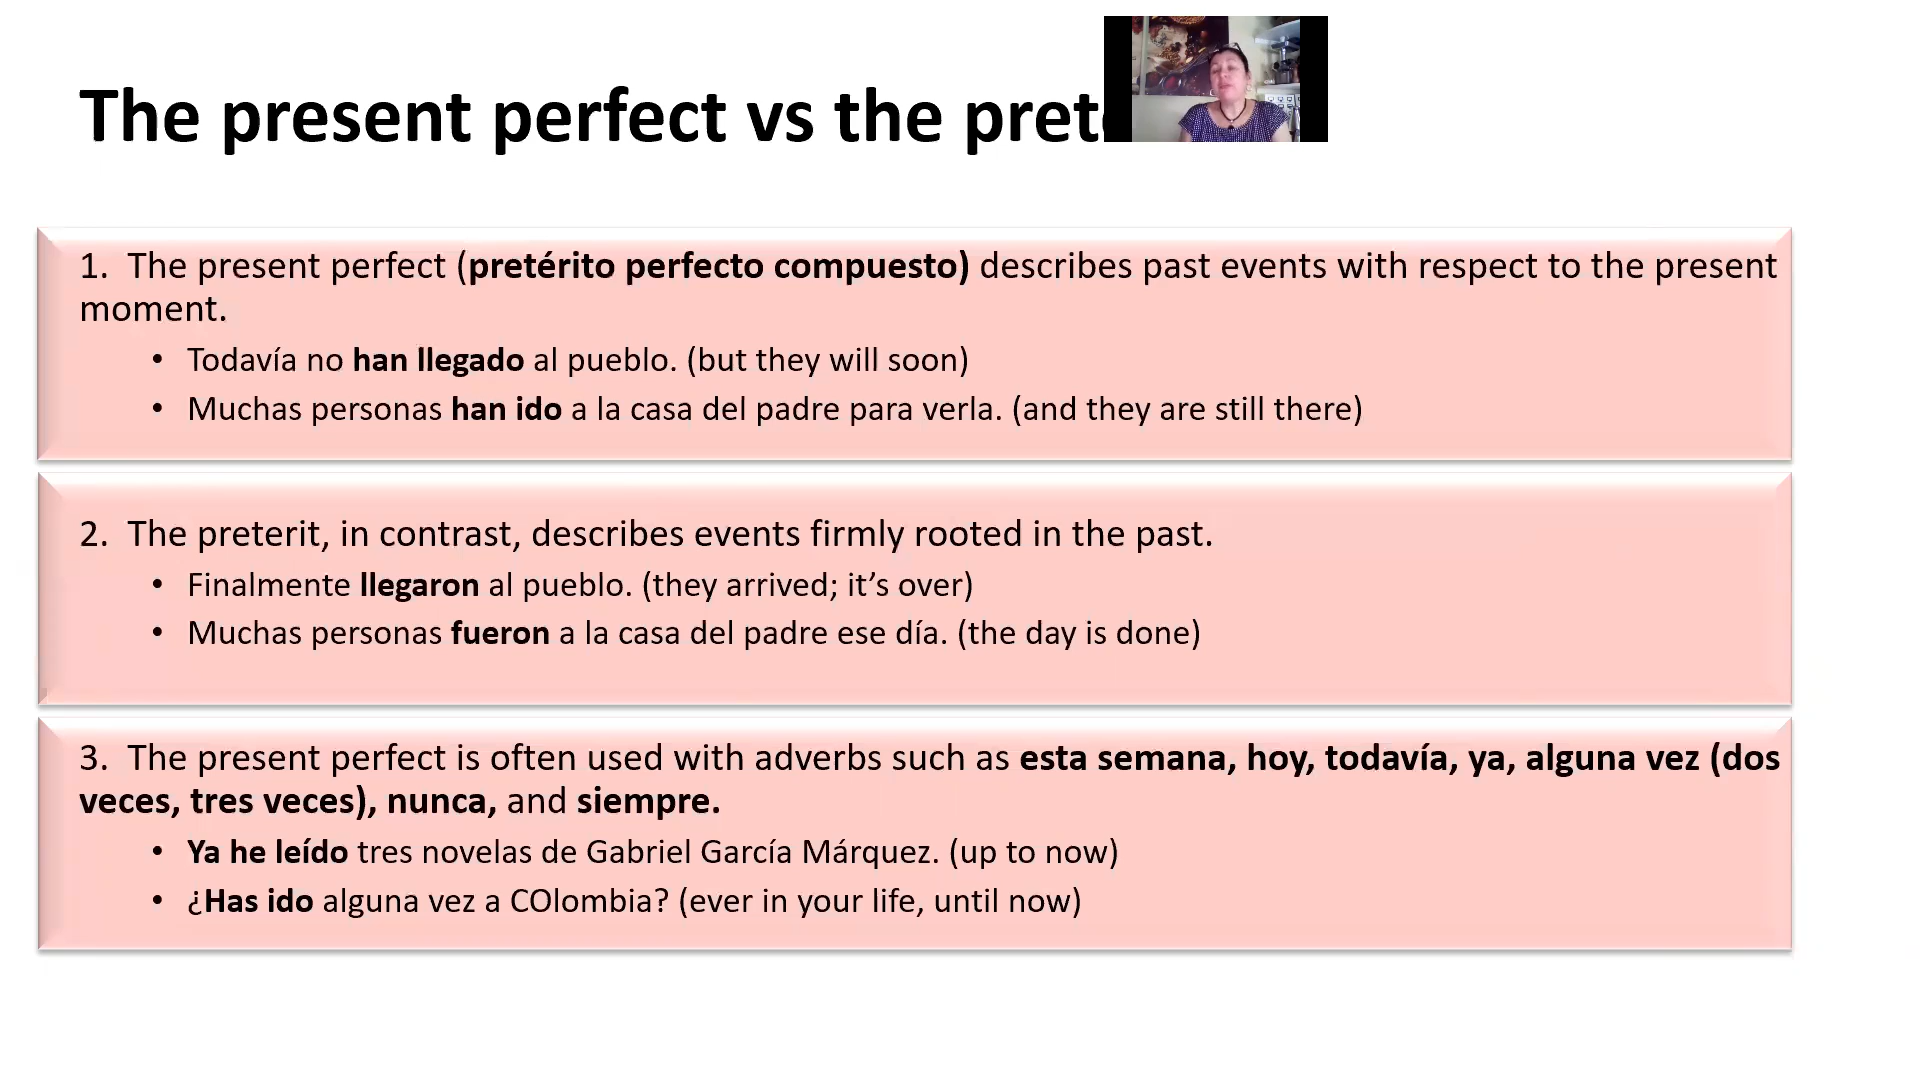 The present perfect vs the
1. The present perfect (pretérito perfecto compuesto) describes past events with respect to the present
moment.
• Todavía no han llegado al pueblo. (but they will soon)
• Muchas personas han ido a la casa del padre para verla. (and they are still there)
2. The preterit, in contrast, describes events firmly rooted in the past.
• Finalmente llegaron al pueblo. (they arrived; it’s over)
• Muchas personas fueron a la casa del padre ese día. (the day is done)
3. The present perfect is often used with adverbs such as esta semana, hoy, todavía, ya, alguna vez (dos
veces, tres veces), nunca, and siempre.
• Ya he leído tres novelas de Gabriel García Márquez. (up to now)
• ¿Has ido alguna vez a COlombia? (ever in your life, until now)